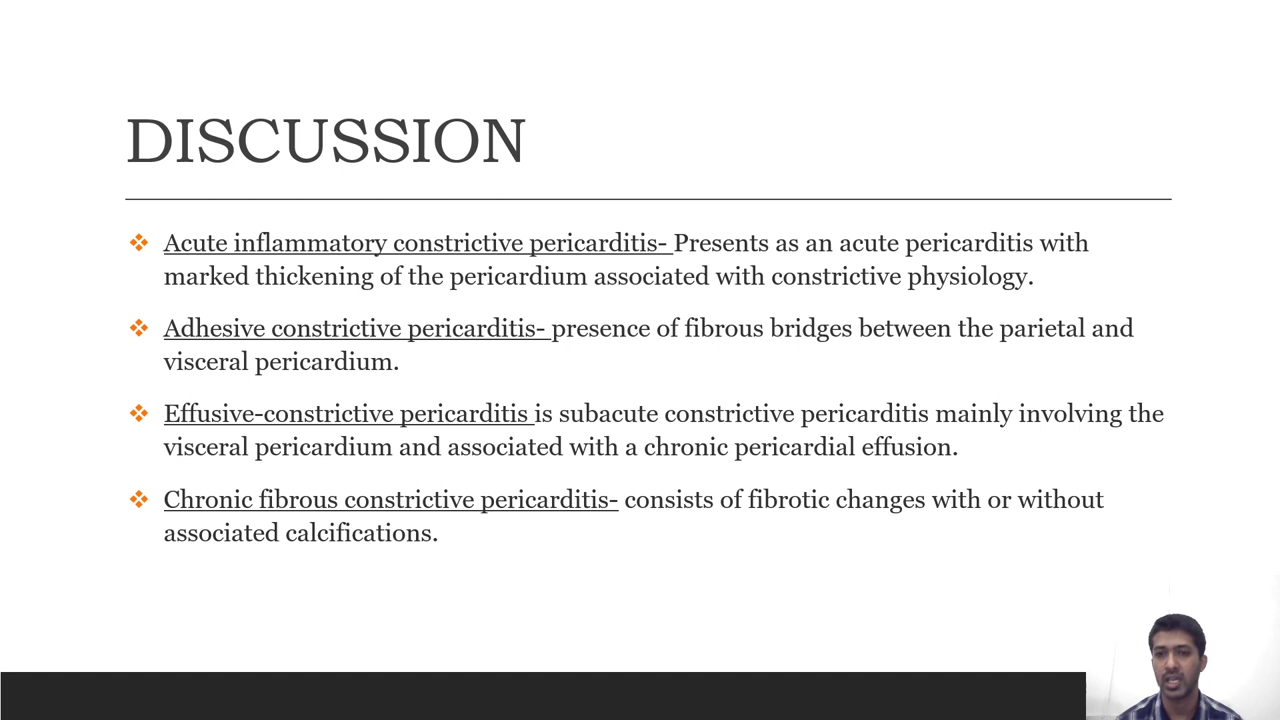 DISCUSSION
Acute inflammatory constrictive pericarditis- Presents as an acute pericarditis with
marked thickening of the pericardium associated with constrictive physiology.
Adhesive constrictive pericarditis- presence of fibrous bridges between the parietal and
visceral pericardium.
Effusive-constrictive pericarditis is subacute constrictive pericarditis mainly involving the
visceral pericardium and associated with a chronic pericardial effusion.
Chronic fibrous constrictive pericarditis- consists of fibrotic changes with or without
associated calcifications.